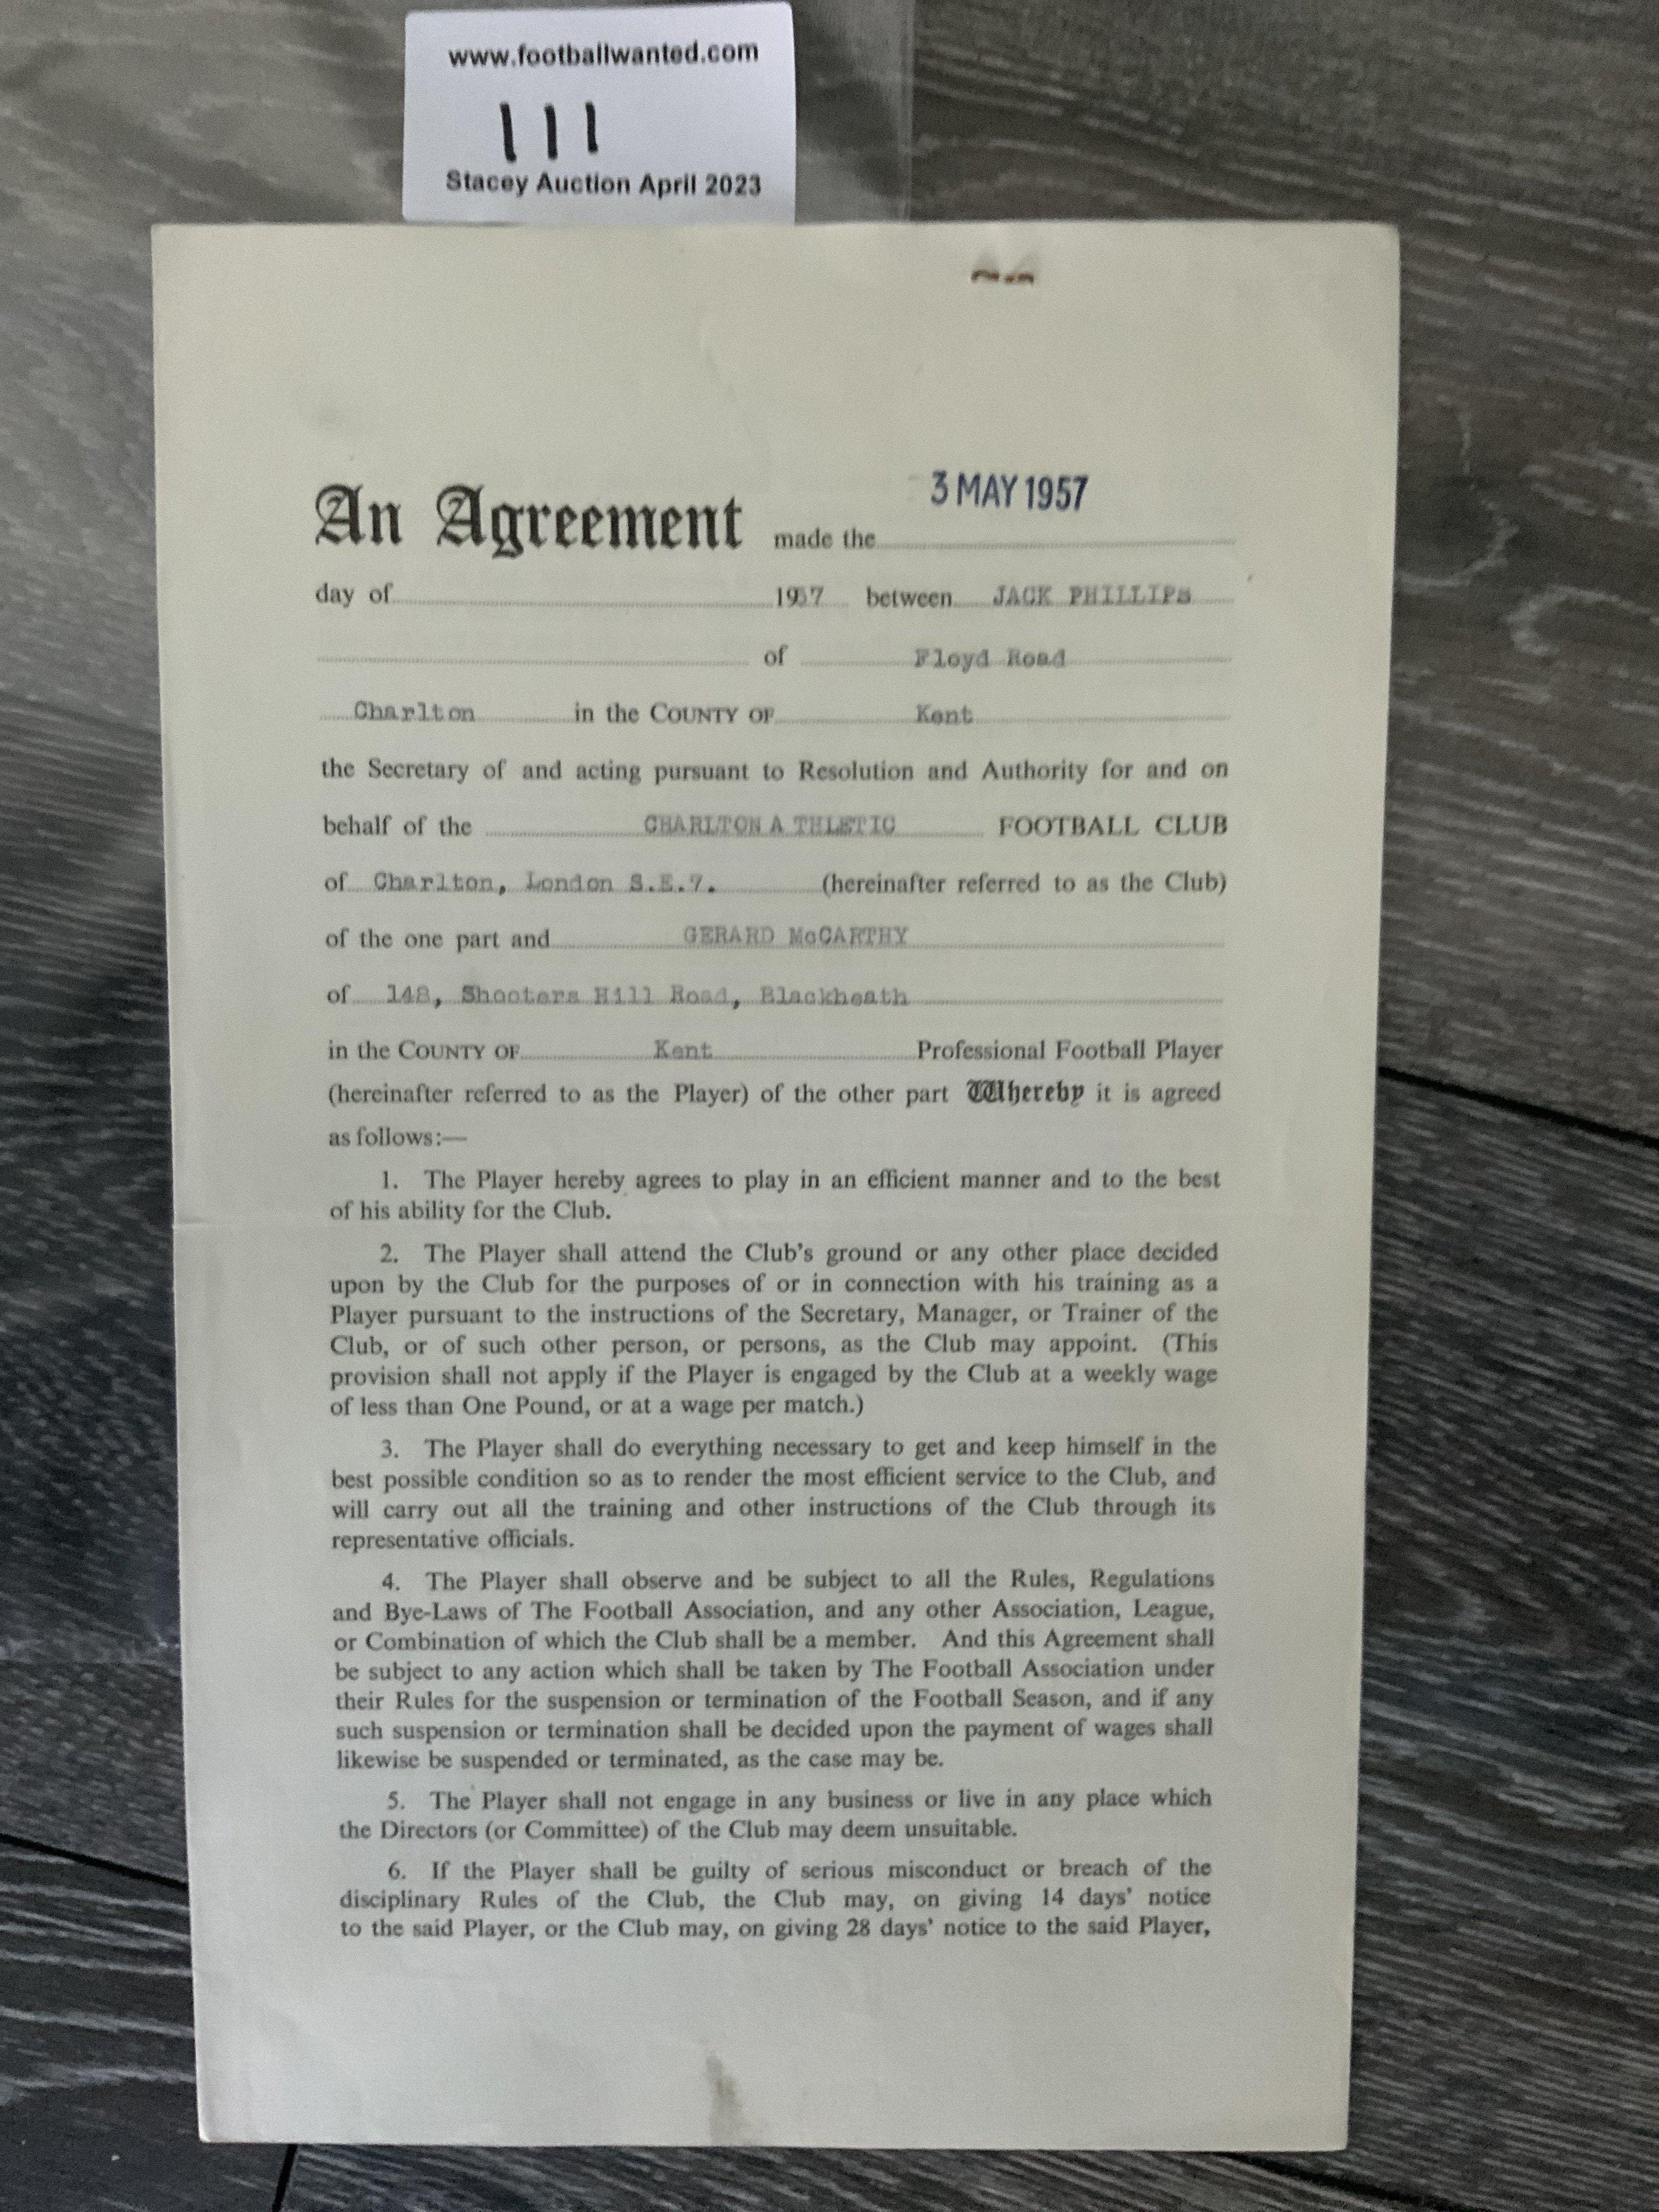 www.footballwanted.com
111
Stacey Auction April 2023
3 MAY 1957
An Agreement made the
day of 1957 between JACK PHILLIPS
of Floyd Road
Charlton in the COUNTY OF Kent
the Secretary of and acting pursuant to Resolution and Authority for and on
behalf of the CHARLTON A THLETIC FOOTBALL CLUB
of Charlton, London S.E.7. (hereinafter referred to as the Club)
of the one part and GERARD McCARTHY
of 148, Shooters Hill Road, Blackheath
in the COUNTY OF Kent Professional Football Player
(hereinafter referred to as the Player) of the other part Whereby it is agreed
as follows:—
1. The Player hereby agrees to play in an efficient manner and to the best
of his ability for the Club.
2. The Player shall attend the Club's ground or any other place decided
upon by the Club for the purposes of or in connection with his training as a
Player pursuant to the instructions of the Secretary, Manager, or Trainer of the
Club, or of such other person, or persons, as the Club may appoint. (This
provision shall not apply if the Player is engaged by the Club at a weekly wage
of less than One Pound, or at a wage per match.)
3. The Player shall do everything necessary to get and keep himself in the
best possible condition so as to render the most efficient service to the Club, and
will carry out all the training and other instructions of the Club through its
representative officials.
4. The Player shall observe and be subject to all the Rules, Regulations
and Bye-Laws of The Football Association, and any other Association, League,
or Combination of which the Club shall be a member. And this Agreement shall
be subject to any action which shall be taken by The Football Association under
their Rules for the suspension or termination of the Football Season, and if any
such suspension or termination shall be decided upon the payment of wages shall
likewise be suspended or terminated, as the case may be.
5. The Player shall not engage in any business or live in any place which
the Directors (or Committee) of the Club may deem unsuitable.
6. If the Player shall be guilty of serious misconduct or breach of the
disciplinary Rules of the Club, the Club may, on giving 14 days' notice
to the said Player, or the Club may, on giving 28 days' notice to the said Player,